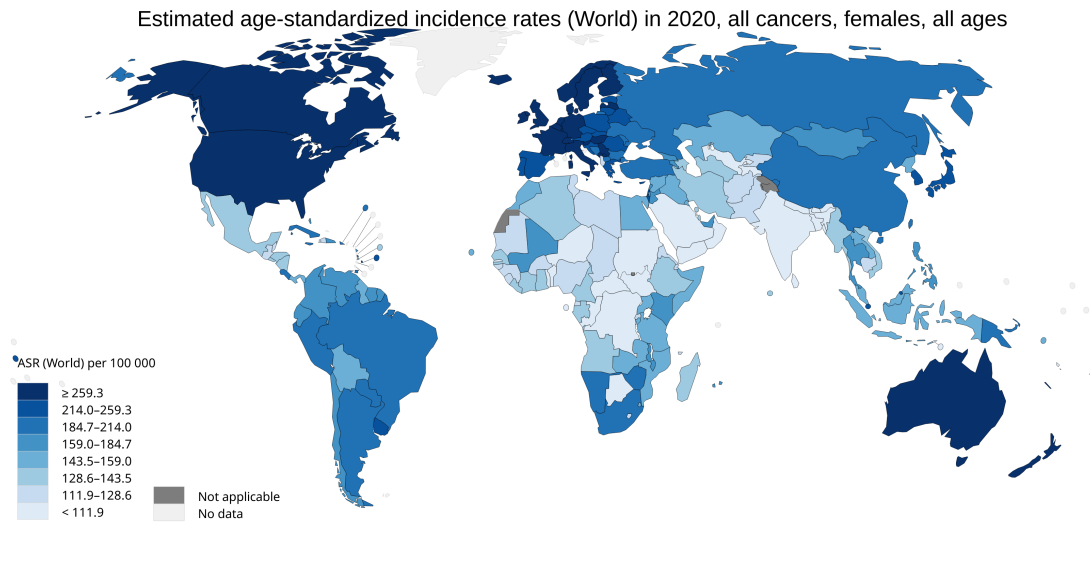 Estimated age-standardized incidence rates (World) in 2020, all cancers, females, all ages
ASR (World) per 100 000
≥ 259.3
214.0–259.3
184.7–214.0
159.0–184.7
143.5–159.0
128.6–143.5
111.9–128.6
< 111.9
Not applicable
No data